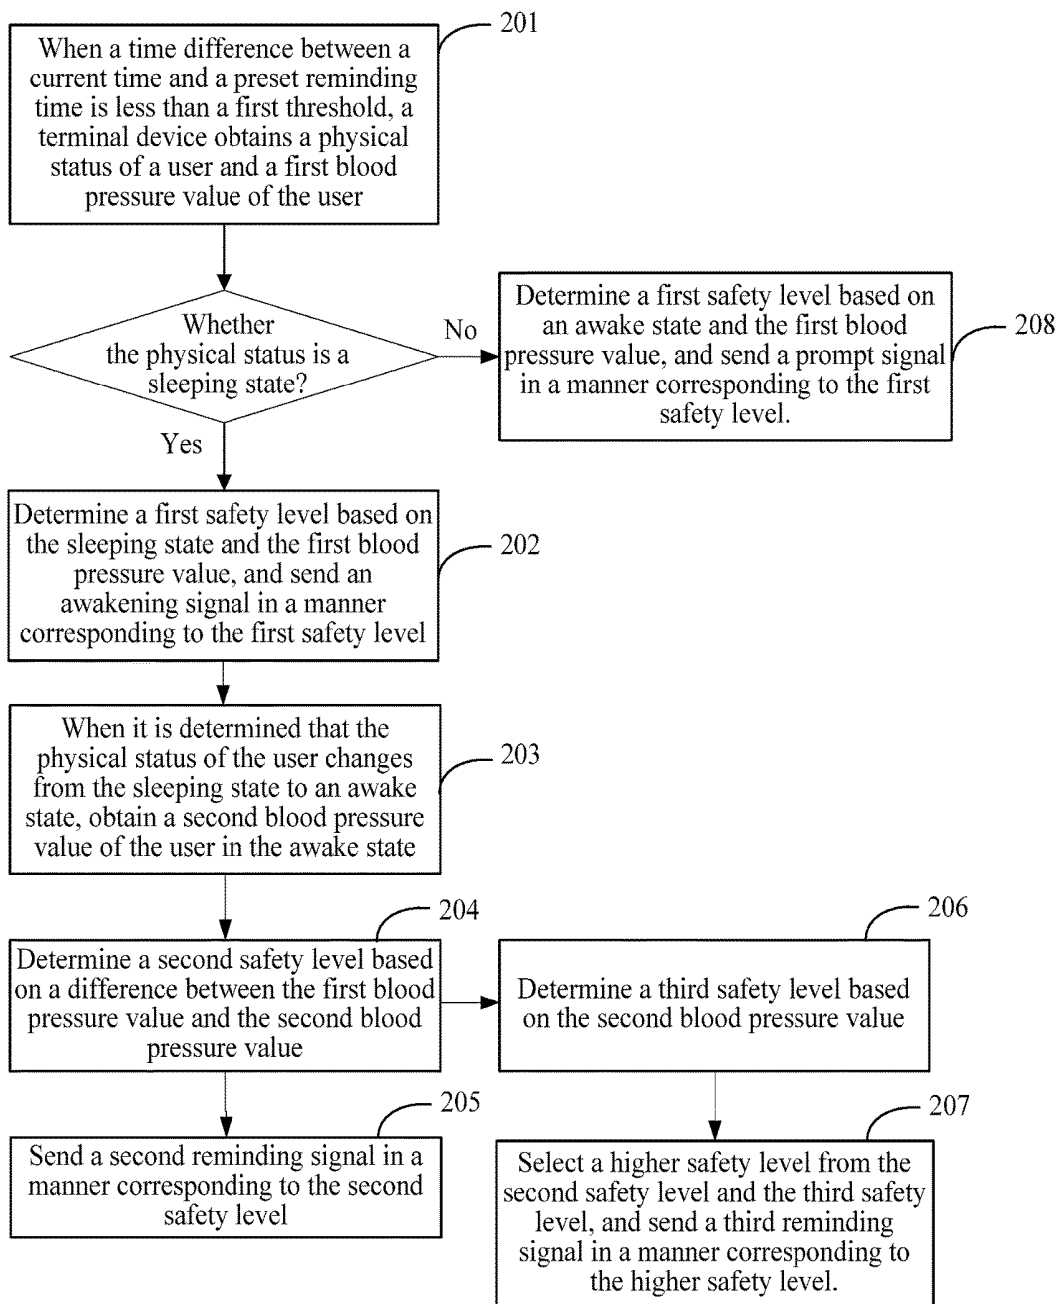 201
When a time difference between a
current time and a preset reminding
time is less than a first threshold, a
terminal device obtains a physical
status of a user and a first blood
pressure value of the user
Whether
the physical status is a
sleeping state?
No
Determine a first safety level based on
an awake state and the first blood
pressure value, and send a prompt signal
in a manner corresponding to the first
safety level.
208
Yes
Determine a first safety level based on
the sleeping state and the first blood
pressure value, and send an
awakening signal in a manner
corresponding to the first safety level
202
When it is determined that the
physical status of the user changes
from the sleeping state to an awake
state, obtain a second blood pressure
value of the user in the awake state
203
204
Determine a second safety level based
on a difference between the first blood
pressure value and the second blood
pressure value
206
Determine a third safety level based
on the second blood pressure value
205
Send a second reminding signal in a
manner corresponding to the second
safety level
207
Select a higher safety level from the
second safety level and the third safety
level, and send a third reminding
signal in a manner corresponding to
the higher safety level.